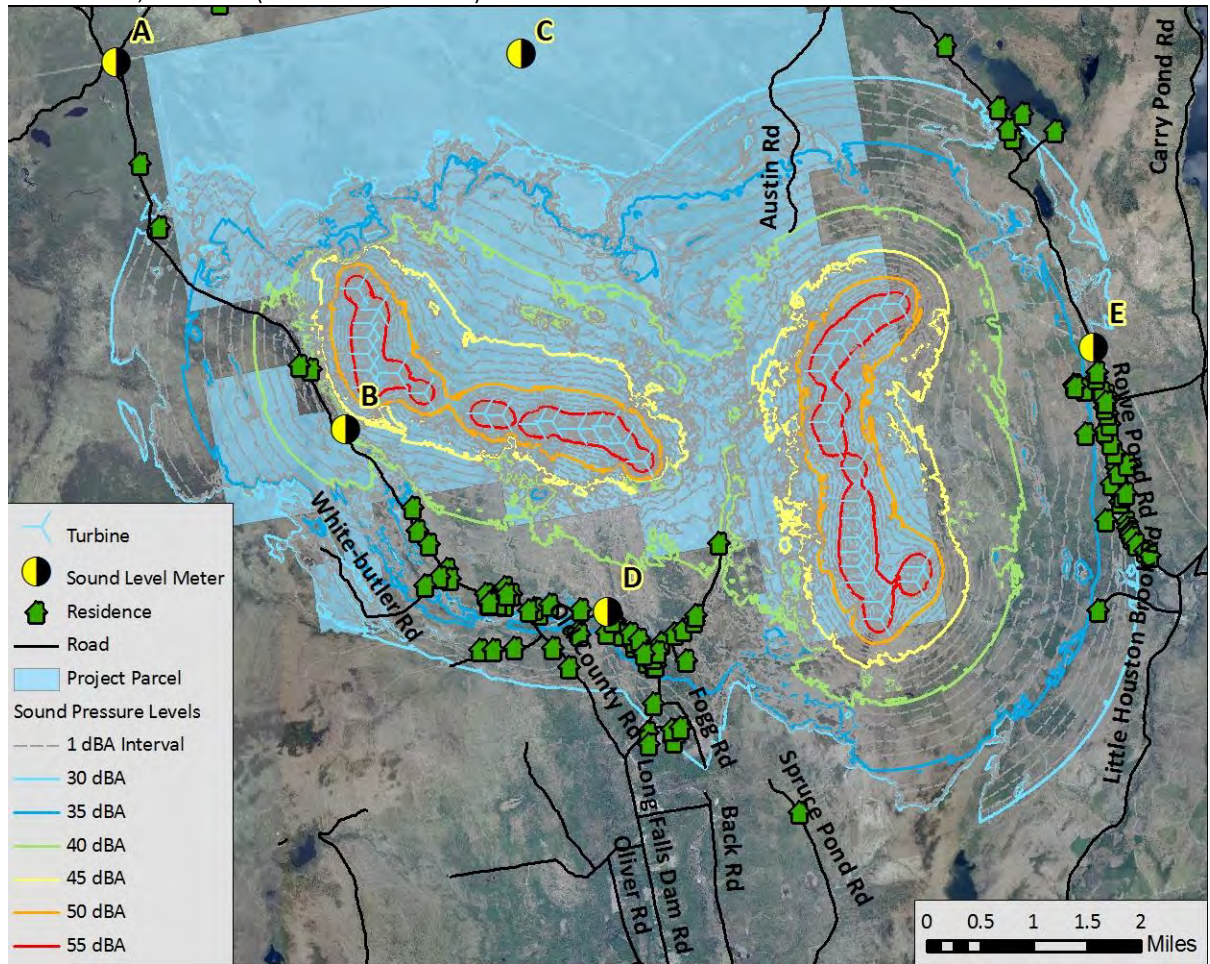 A
C
Carry Pond Rd
Austin Rd
E
B
Rowe Pond Rd
White-butler Rd
D
Old County Rd
Fogg Rd
Little Houston Brook Rd
Long Falls Dam Rd
Back Rd
Spruce Pond Rd
Oliver Rd
Turbine
Sound Level Meter
Residence
Road
Project Parcel
Sound Pressure Levels
1 dBA Interval
30 dBA
35 dBA
40 dBA
45 dBA
50 dBA
55 dBA
0 0.5 1 1.5 2
Miles